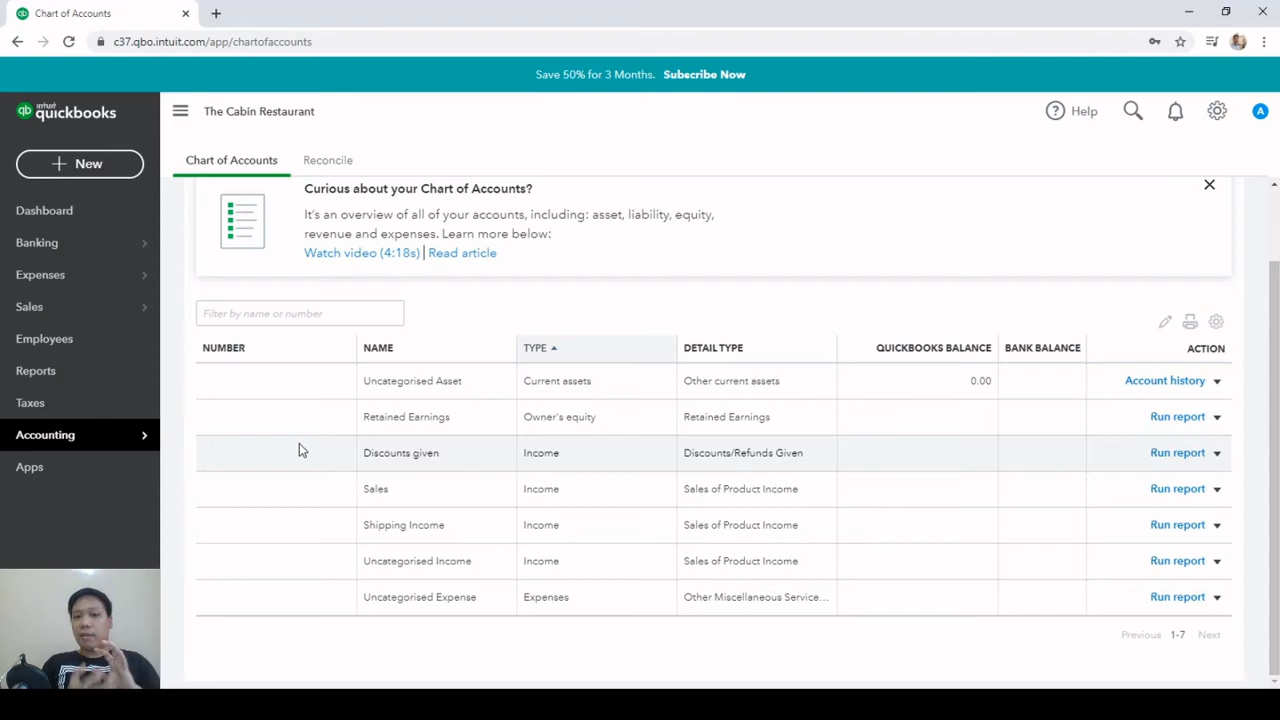 Chart of Accounts
c37.qbo.intuit.com/app/chartofaccounts
Save 50% for 3 Months. Subscribe Now
qb intuit quickbooks
The Cabin Restaurant
Help
A
New
Chart of Accounts
Reconcile
Dashboard
Banking
Expenses
Sales
Employees
Reports
Taxes
Accounting
Apps
Curious about your Chart of Accounts?
It's an overview of all of your accounts, including: asset, liability, equity,
revenue and expenses. Learn more below:
Watch video (4:18s) | Read article
Filter by name or number
NUMBER NAME TYPE DETAIL TYPE QUICKBOOKS BALANCE BANK BALANCE ACTION
Uncategorised Asset Current assets Other current assets 0.00 Account history
Retained Earnings Owner's equity Retained Earnings Run report
Discounts given Income Discounts/Refunds Given Run report
Sales Income Sales of Product Income Run report
Shipping Income Income Sales of Product Income Run report
Uncategorised Income Income Sales of Product Income Run report
Uncategorised Expense Expenses Other Miscellaneous Service... Run report
Previous 1-7 Next